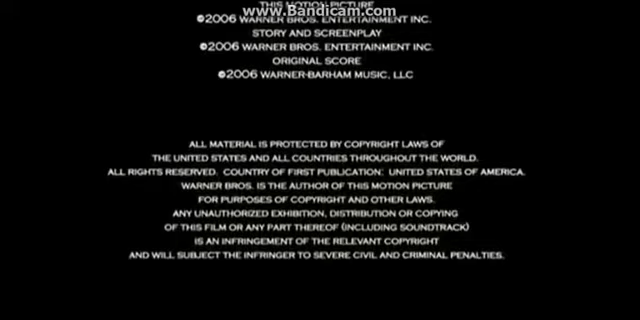 www.Bandicam.com
THIS MOTION PICTURE
©2006 WARNER BROS. ENTERTAINMENT INC.
STORY AND SCREENPLAY
©2006 WARNER BROS. ENTERTAINMENT INC.
ORIGINAL SCORE
℗2006 WARNER-BARHAM MUSIC, LLC
ALL MATERIAL IS PROTECTED BY COPYRIGHT LAWS OF
THE UNITED STATES AND ALL COUNTRIES THROUGHOUT THE WORLD.
ALL RIGHTS RESERVED. COUNTRY OF FIRST PUBLICATION: UNITED STATES OF AMERICA.
WARNER BROS. IS THE AUTHOR OF THIS MOTION PICTURE
FOR PURPOSES OF COPYRIGHT AND OTHER LAWS.
ANY UNAUTHORIZED EXHIBITION, DISTRIBUTION OR COPYING
OF THIS FILM OR ANY PART THEREOF (INCLUDING SOUNDTRACK)
IS AN INFRINGEMENT OF THE RELEVANT COPYRIGHT
AND WILL SUBJECT THE INFRINGER TO SEVERE CIVIL AND CRIMINAL PENALTIES.